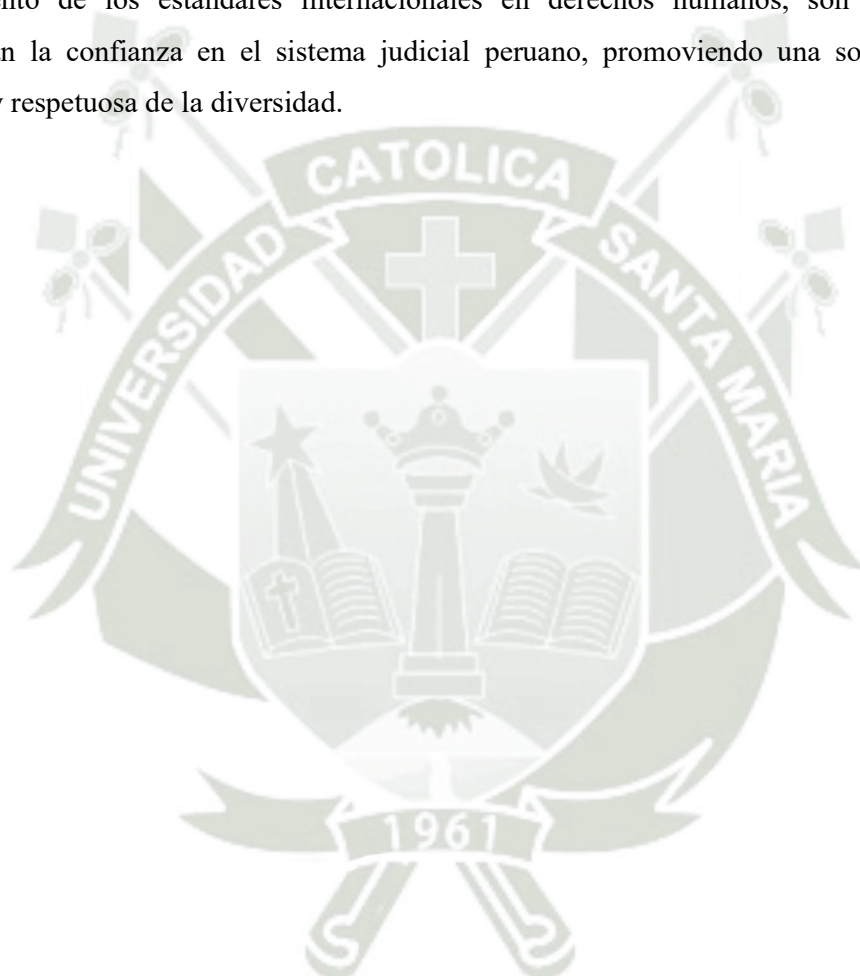 ento de los estándares internacionales en derechos humanos, son
n la confianza en el sistema judicial peruano, promoviendo una so
y respetuosa de la diversidad.
CATOLICA
UNIVERSIDAD
SANTA MARIA
1961